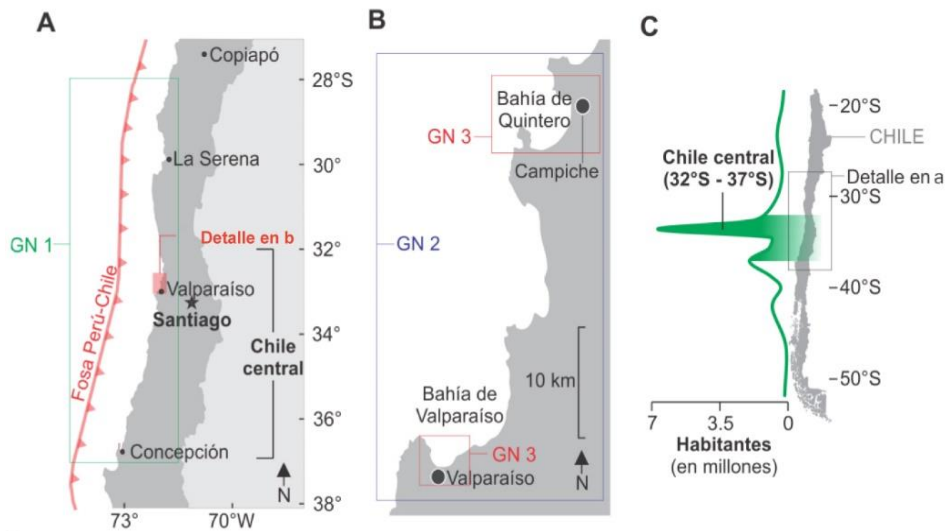 A
Copiapó
28°S
La Serena
30°
GN 1
Detalle en b
32°
Valparaíso
Santiago
Fosa Perú-Chile
34°
Chile
central
36°
Concepción
N
38°
73°
70°W
B
Bahía de
Quintero
GN 3
Campiche
GN 2
10 km
Bahía de
Valparaíso
GN 3
Valparaíso
N
C
20°S
CHILE
Chile central
(32°S - 37°S)
Detalle en a
30°S
40°S
50°S
7
3.5
0
Habitantes
(en millones)